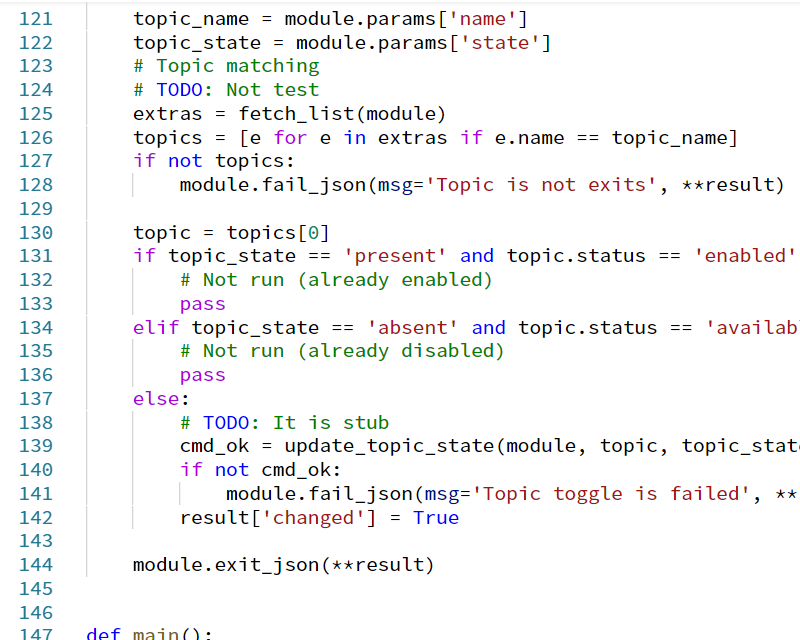 121 topic_name = module.params['name']
122 topic_state = module.params['state']
123 # Topic matching
124 # TODO: Not test
125 extras = fetch_list(module)
126 topics = [e for e in extras if e.name == topic_name]
127 if not topics:
128 module.fail_json(msg='Topic is not exits', **result)
129
130 topic = topics[0]
131 if topic_state == 'present' and topic.status == 'enabled'
132 # Not run (already enabled)
133 pass
134 elif topic_state == 'absent' and topic.status == 'availab
135 # Not run (already disabled)
136 pass
137 else:
138 # TODO: It is stub
139 cmd_ok = update_topic_state(module, topic, topic_stat
140 if not cmd_ok:
141 module.fail_json(msg='Topic toggle is failed', **
142 result['changed'] = True
143
144 module.exit_json(**result)
145
146
147 def main():